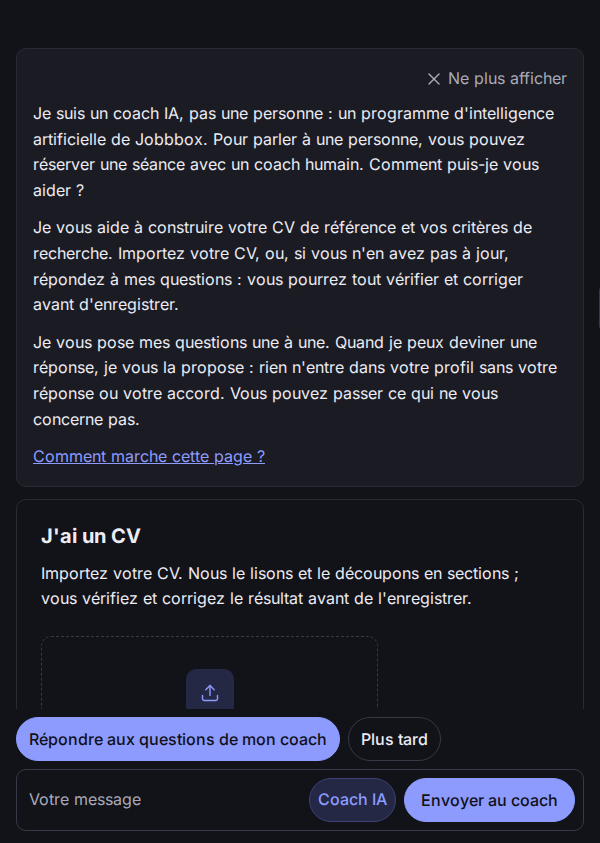 Ne plus afficher
Je suis un coach IA, pas une personne : un programme d'intelligence
artificielle de Jobbbox. Pour parler à une personne, vous pouvez
réserver une séance avec un coach humain. Comment puis-je vous
aider ?
Je vous aide à construire votre CV de référence et vos critères de
recherche. Importez votre CV, ou, si vous n'en avez pas à jour,
répondez à mes questions : vous pourrez tout vérifier et corriger
avant d'enregistrer.
Je vous pose mes questions une à une. Quand je peux deviner une
réponse, je vous la propose : rien n'entre dans votre profil sans votre
réponse ou votre accord. Vous pouvez passer ce qui ne vous
concerne pas.
Comment marche cette page ?
J'ai un CV
Importez votre CV. Nous le lisons et le découpons en sections ;
vous vérifiez et corrigez le résultat avant de l'enregistrer.
Répondre aux questions de mon coach
Plus tard
Votre message
Coach IA
Envoyer au coach